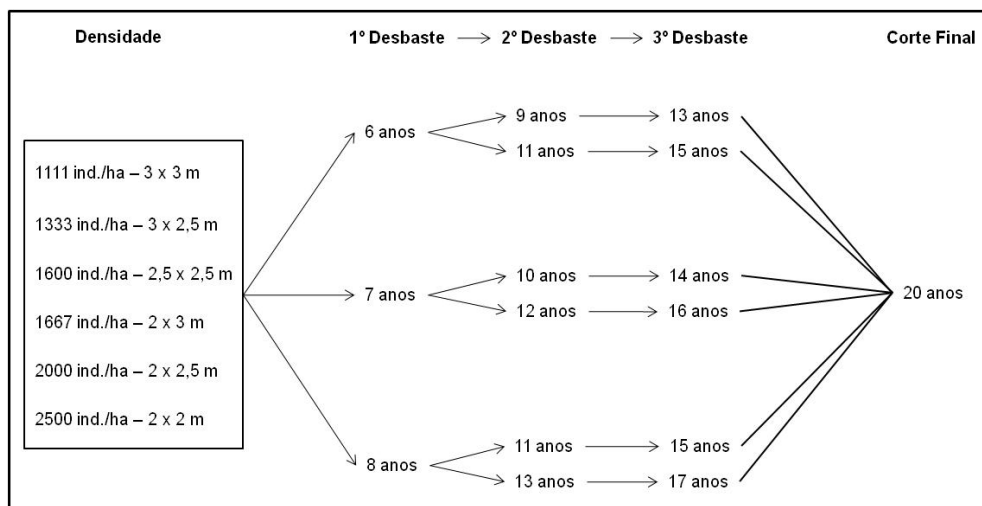 Densidade 1º Desbaste → 2º Desbaste → 3º Desbaste Corte Final
1111 ind./ha – 3 x 3 m
1333 ind./ha – 3 x 2,5 m
1600 ind./ha – 2,5 x 2,5 m
1667 ind./ha – 2 x 3 m
2000 ind./ha – 2 x 2,5 m
2500 ind./ha – 2 x 2 m
6 anos
9 anos 13 anos
11 anos 15 anos
7 anos
10 anos 14 anos
12 anos 16 anos
8 anos
11 anos 15 anos
13 anos 17 anos
20 anos